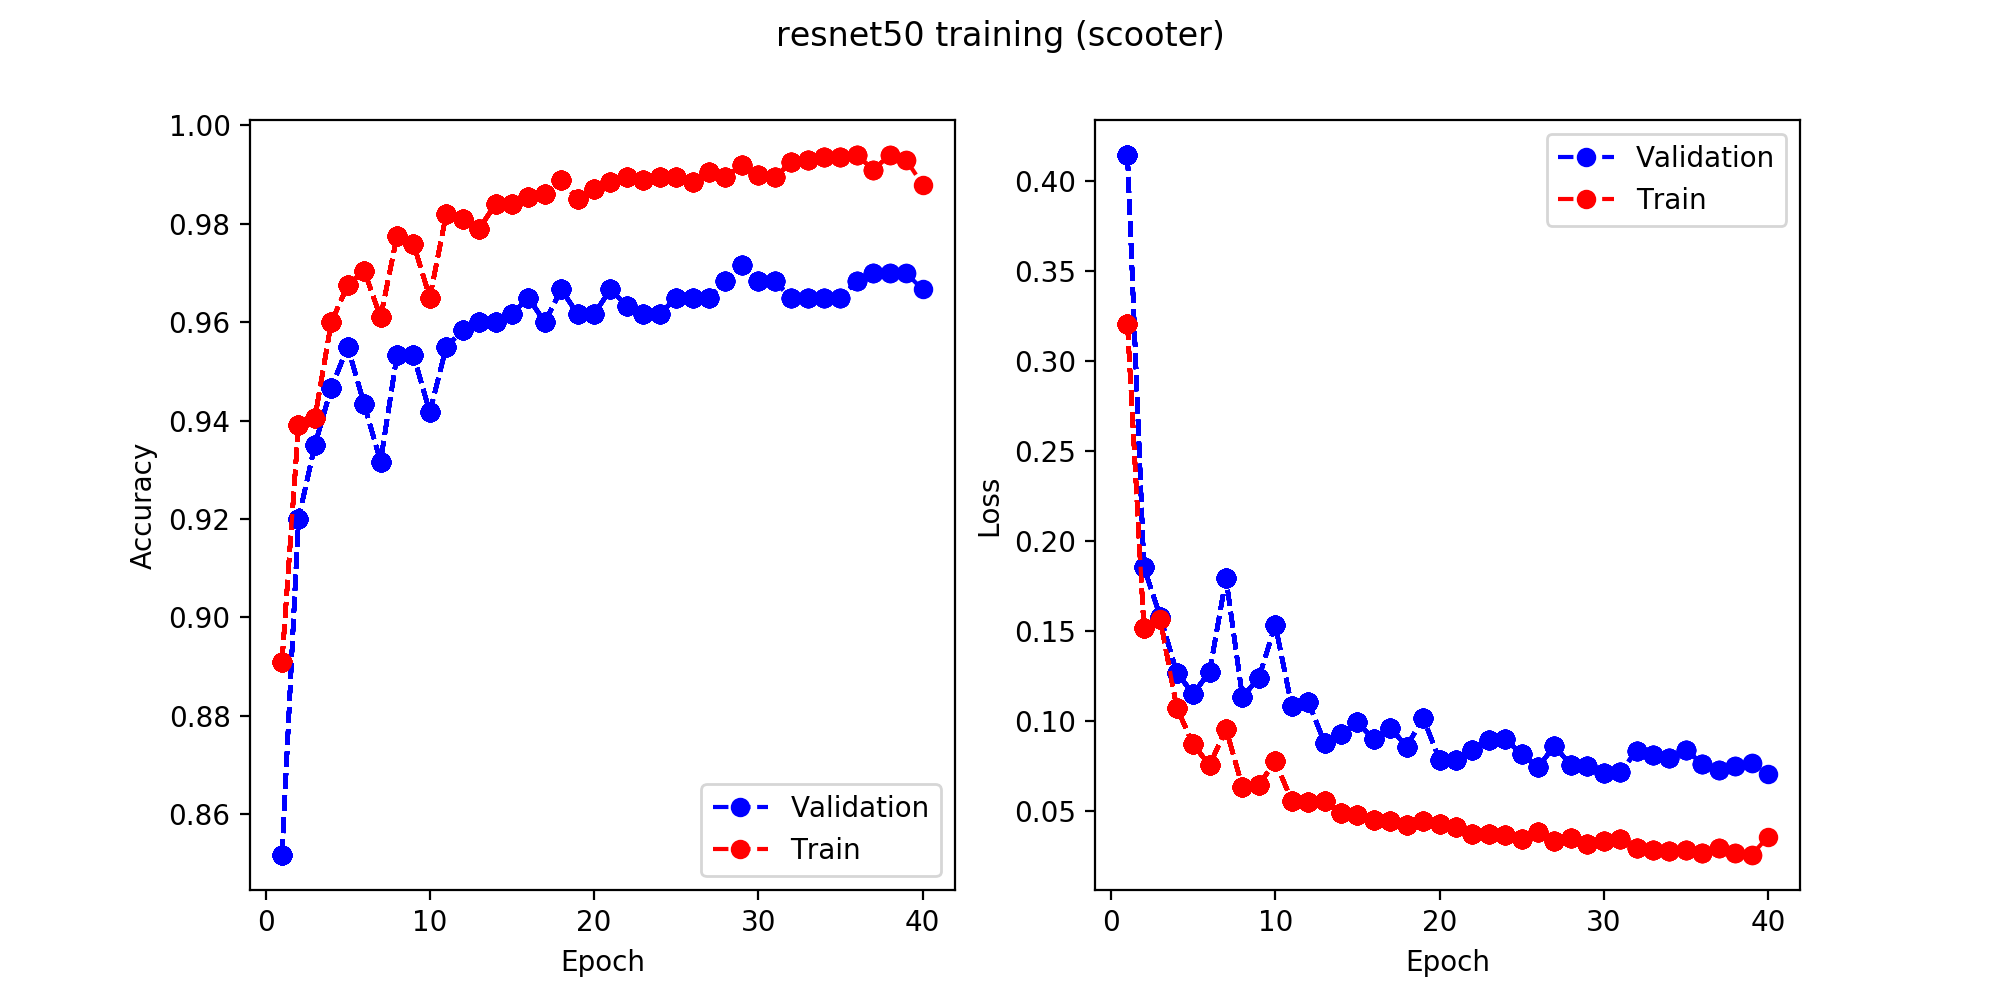 resnet50 training (scooter)
1.00
0.98
0.96
0.94
0.92
0.90
0.88
0.86
Accuracy
0 10 20 30 40
Epoch
Validation
Train
0.40
0.35
0.30
0.25
0.20
0.15
0.10
0.05
Loss
0 10 20 30 40
Epoch
Validation
Train